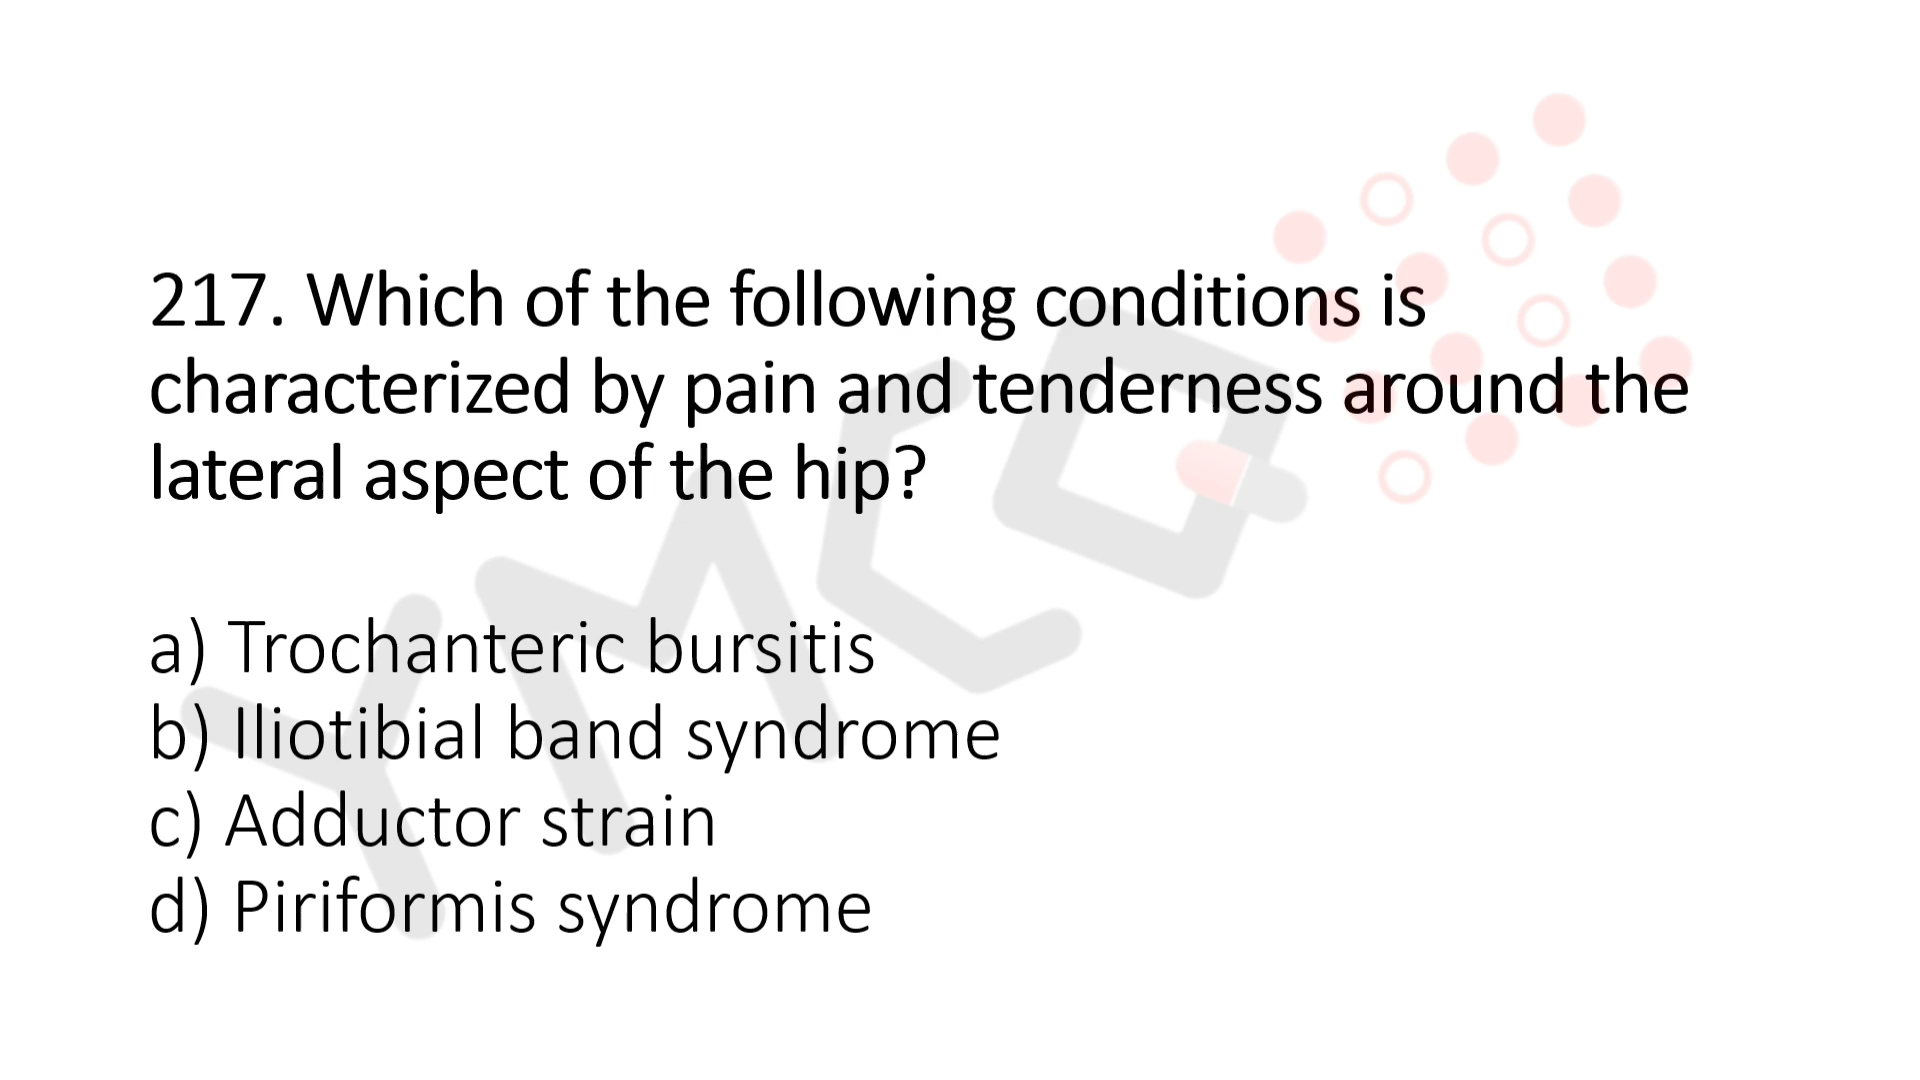 217. Which of the following conditions is
characterized by pain and tenderness around the
lateral aspect of the hip?
a) Trochanteric bursitis
b) Iliotibial band syndrome
c) Adductor strain
d) Piriformis syndrome
YMCQ